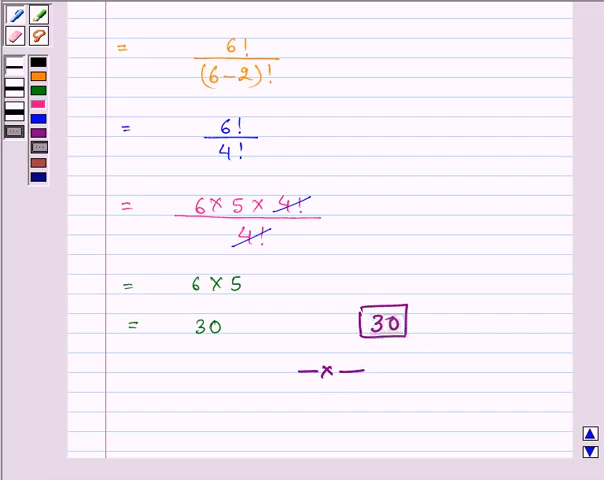 = 6! / (6-2)!
= 6! / 4!
= 6 × 5 × 4! / 4!
= 6 × 5
= 30 30
— × —